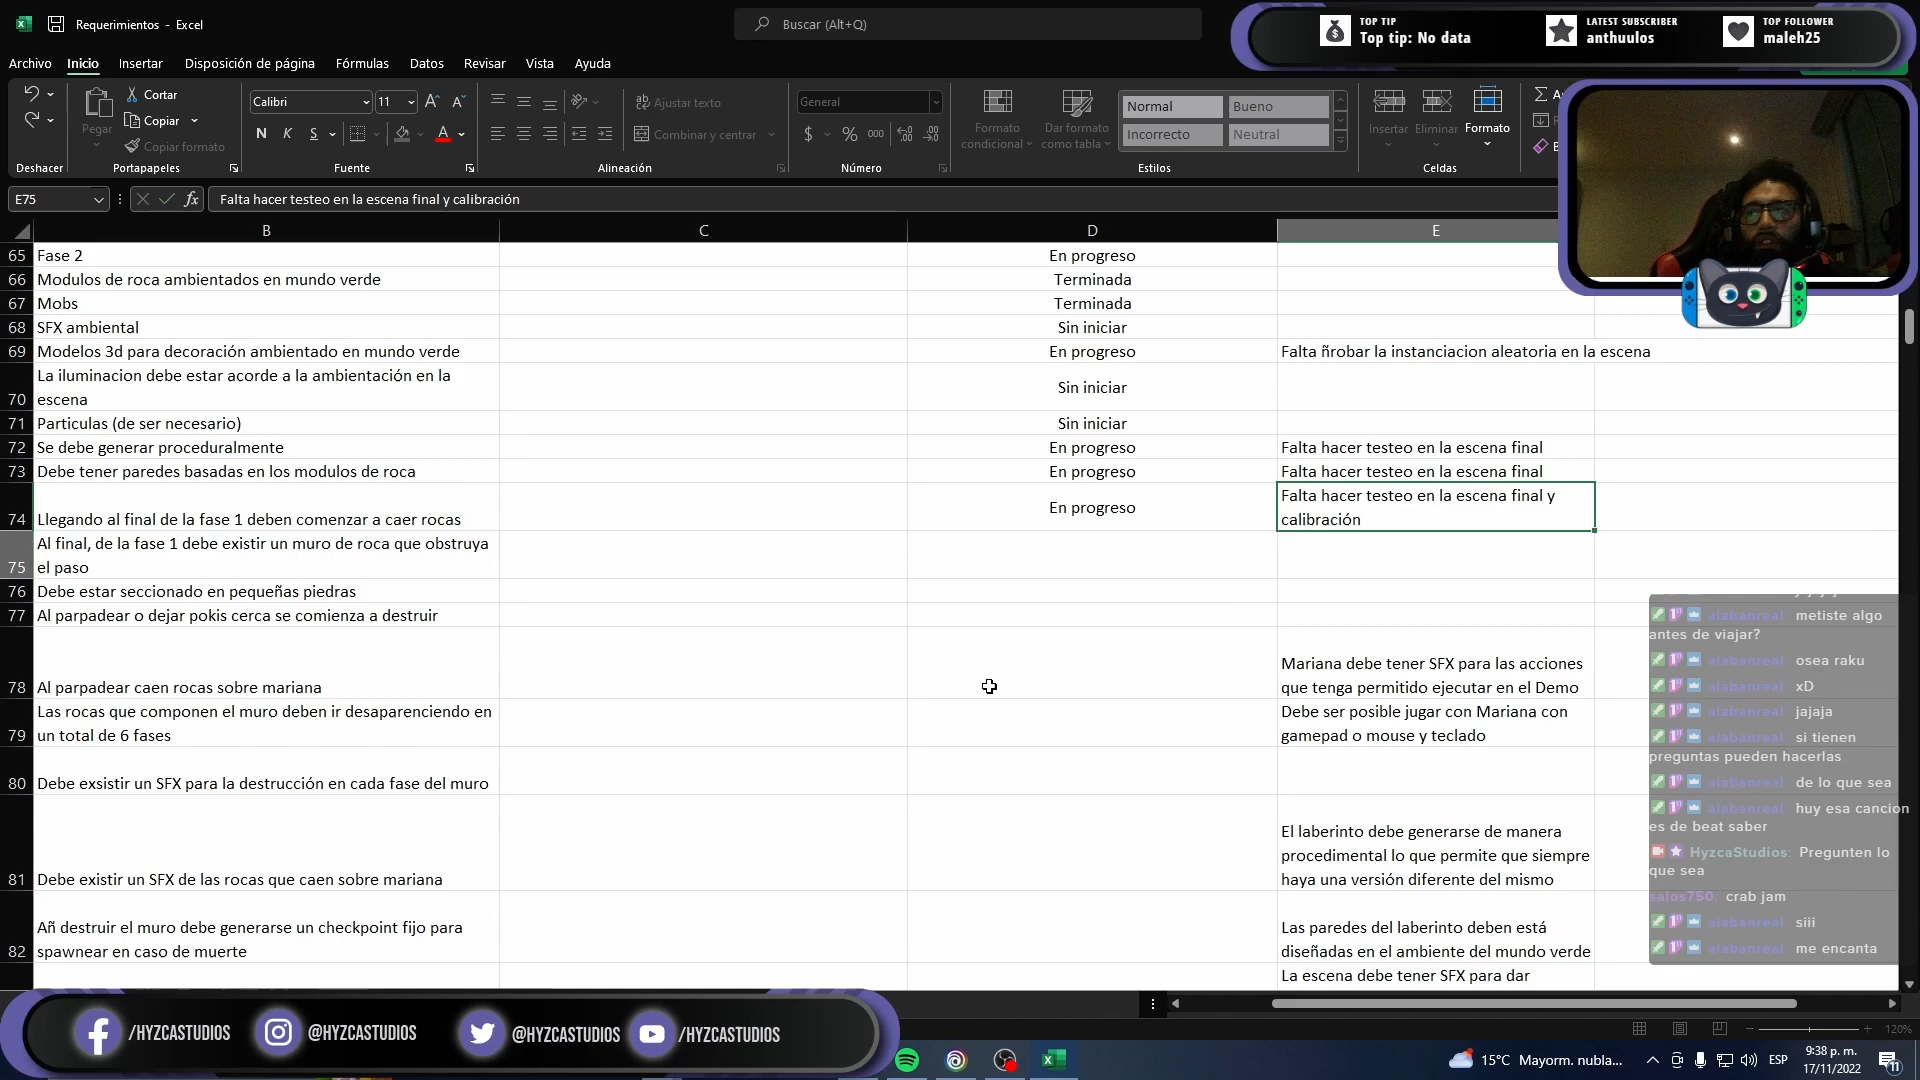 Requerimientos - Excel
Buscar (Alt+Q)
TOP TIP
Top tip: No data
LATEST SUBSCRIBER
anthuulos
TOP FOLLOWER
maleh25
Archivo Inicio Insertar Disposición de página Fórmulas Datos Revisar Vista Ayuda
Pegar
Cortar
Copiar
Copiar formato
Calibri 11
N K S
Ajustar texto
Combinar y centrar
General
$ % 000
Formato condicional
Dar formato como tabla
Normal Bueno
Incorrecto Neutral
Insertar Eliminar Formato
Deshacer Portapapeles Fuente Alineación Número Estilos Celdas
E75
fx
Falta hacer testeo en la escena final y calibración
B C D E
65 Fase 2 En progreso
66 Modulos de roca ambientados en mundo verde Terminada
67 Mobs Terminada
68 SFX ambiental Sin iniciar
69 Modelos 3d para decoración ambientado en mundo verde En progreso Falta ñrobar la instanciacion aleatoria en la escena
La iluminacion debe estar acorde a la ambientación en la
70 escena Sin iniciar
71 Particulas (de ser necesario) Sin iniciar
72 Se debe generar proceduralmente En progreso Falta hacer testeo en la escena final
73 Debe tener paredes basadas en los modulos de roca En progreso Falta hacer testeo en la escena final
74 Llegando al final de la fase 1 deben comenzar a caer rocas En progreso Falta hacer testeo en la escena final y
calibración
Al final, de la fase 1 debe existir un muro de roca que obstruya
75 el paso
76 Debe estar seccionado en pequeñas piedras
77 Al parpadear o dejar pokis cerca se comienza a destruir
Mariana debe tener SFX para las acciones
78 Al parpadear caen rocas sobre mariana que tenga permitido ejecutar en el Demo
Las rocas que componen el muro deben ir desaparenciendo en Debe ser posible jugar con Mariana con
79 un total de 6 fases gamepad o mouse y teclado
80 Debe exsistir un SFX para la destrucción en cada fase del muro
El laberinto debe generarse de manera
procedimental lo que permite que siempre
81 Debe existir un SFX de las rocas que caen sobre mariana haya una versión diferente del mismo
Añ destruir el muro debe generarse un checkpoint fijo para Las paredes del laberinto deben está
82 spawnear en caso de muerte diseñadas en el ambiente del mundo verde
La escena debe tener SFX para dar
alabanreal metiste algo
antes de viajar?
alabanreal osea raku
alabanreal xD
alabanreal jajaja
alabanreal si tienen
preguntas pueden hacerlas
alabanreal de lo que sea
alabanreal huy esa cancion
es de beat saber
HyzcaStudios: Pregunten lo
que sea
salos750: crab jam
alabanreal siii
alabanreal me encanta
/HYZCASTUDIOS @HYZCASTUDIOS @HYZCASTUDIOS /HYZCASTUDIOS
120%
15°C Mayorm. nubla...
ESP
9:38 p. m.
17/11/2022
11